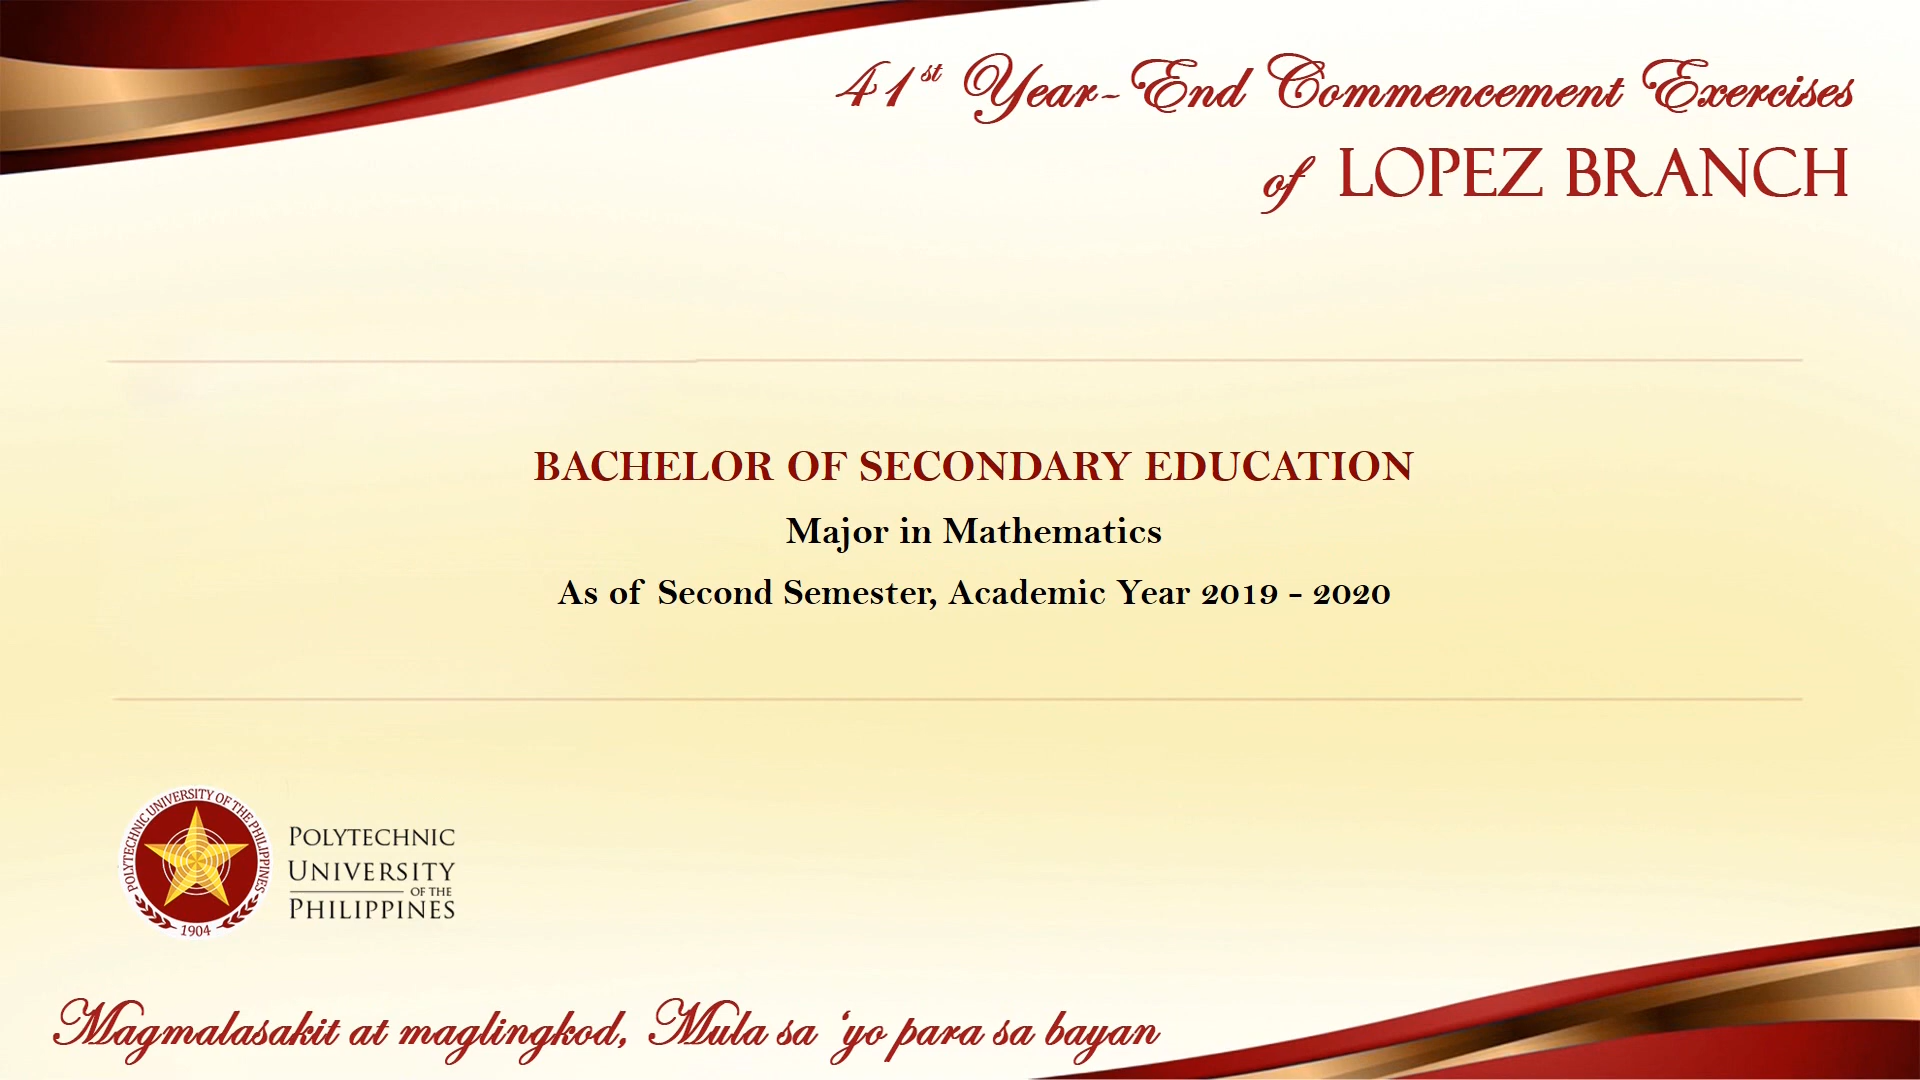 41st Year-End Commencement Exercises
of LOPEZ BRANCH
BACHELOR OF SECONDARY EDUCATION
Major in Mathematics
As of Second Semester, Academic Year 2019 - 2020
POLYTECHNIC UNIVERSITY OF THE PHILIPPINES
1904
POLYTECHNIC
UNIVERSITY
OF THE
PHILIPPINES
Magmalasakit at maglingkod, Mula sa ‘yo para sa bayan